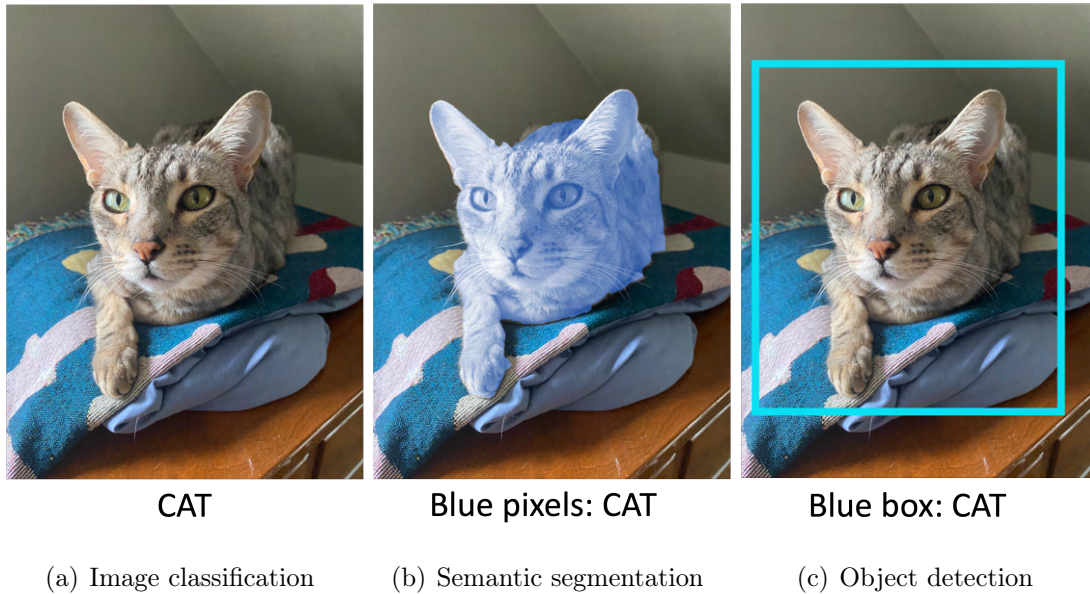 CAT
Blue pixels: CAT
Blue box: CAT
(a) Image classification
(b) Semantic segmentation
(c) Object detection